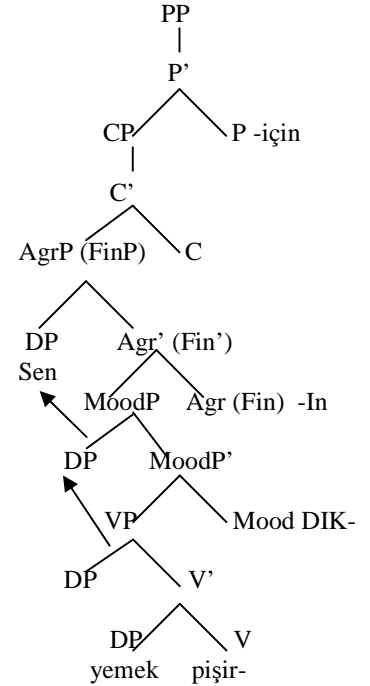 PP
P'
CP P -için
C'
AgrP (FinP) C
DP Agr' (Fin')
Sen
MoodP Agr (Fin) -In
DP MoodP'
VP Mood DIK-
DP V'
DP V
yemek pişir-